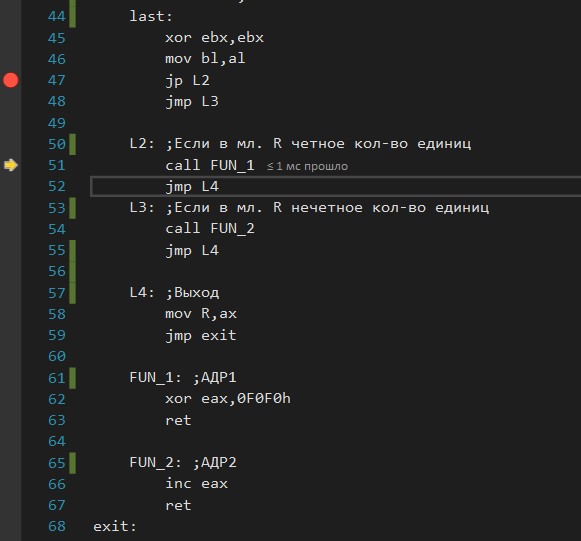 44 last:
45 xor ebx,ebx
46 mov bl,al
47 jp L2
48 jmp L3
49
50 L2: ;Если в мл. R четное кол-во единиц
51 call FUN_1 ≤ 1 мс прошло
52 jmp L4
53 L3: ;Если в мл. R нечетное кол-во единиц
54 call FUN_2
55 jmp L4
56
57 L4: ;Выход
58 mov R,ax
59 jmp exit
60
61 FUN_1: ;АДР1
62 xor eax,0F0F0h
63 ret
64
65 FUN_2: ;АДР2
66 inc eax
67 ret
68 exit: